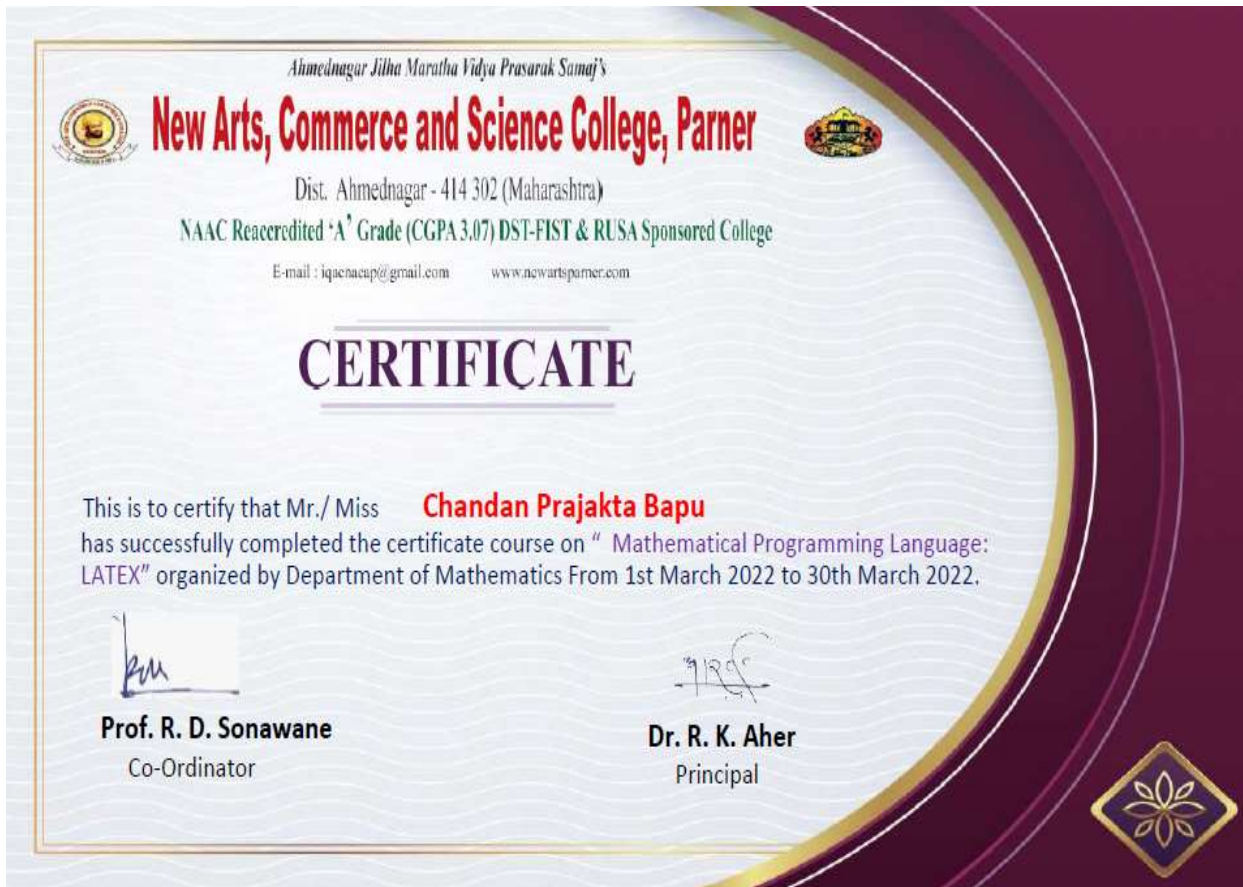 Ahmednagar Jilha Maratha Vidya Prasarak Samaj's
New Arts, Commerce and Science College, Parner
Dist. Ahmednagar - 414 302 (Maharashtra)
NAAC Reaccredited 'A' Grade (CGPA 3.07) DST-FIST & RUSA Sponsored College
E-mail : iqacnacap@gmail.com www.newartsparner.com
CERTIFICATE
This is to certify that Mr./ Miss Chandan Prajakta Bapu
has successfully completed the certificate course on “ Mathematical Programming Language:
LATEX” organized by Department of Mathematics From 1st March 2022 to 30th March 2022.
Prof. R. D. Sonawane
Co-Ordinator
Dr. R. K. Aher
Principal